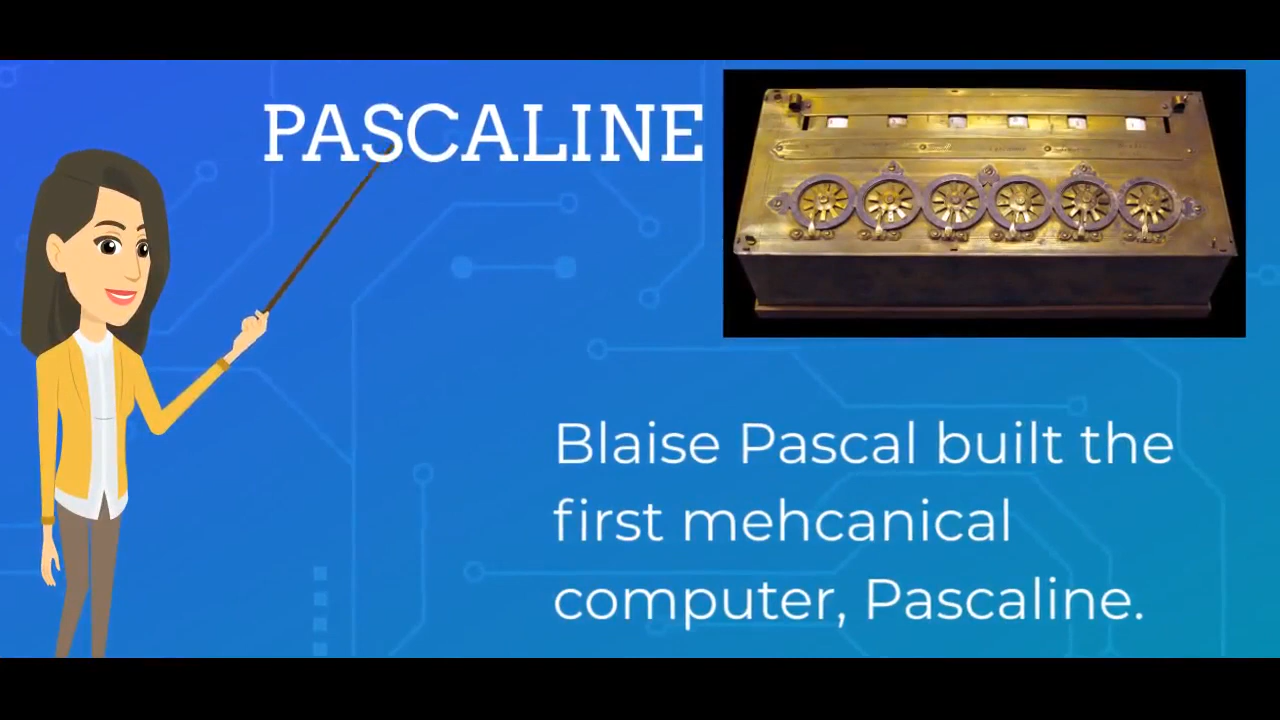 PASCALINE
Blaise Pascal built the
first mehcanical
computer, Pascaline.